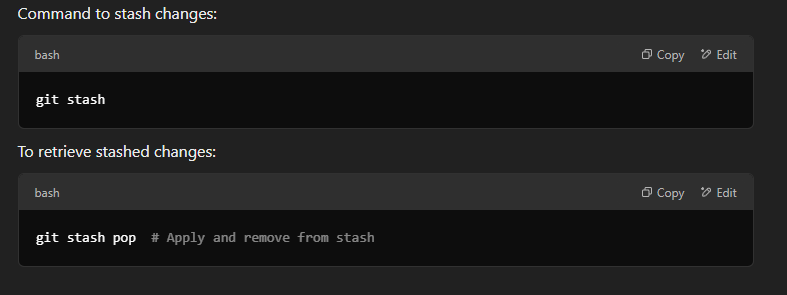 Command to stash changes:
bash Copy Edit
git stash
To retrieve stashed changes:
bash Copy Edit
git stash pop  # Apply and remove from stash